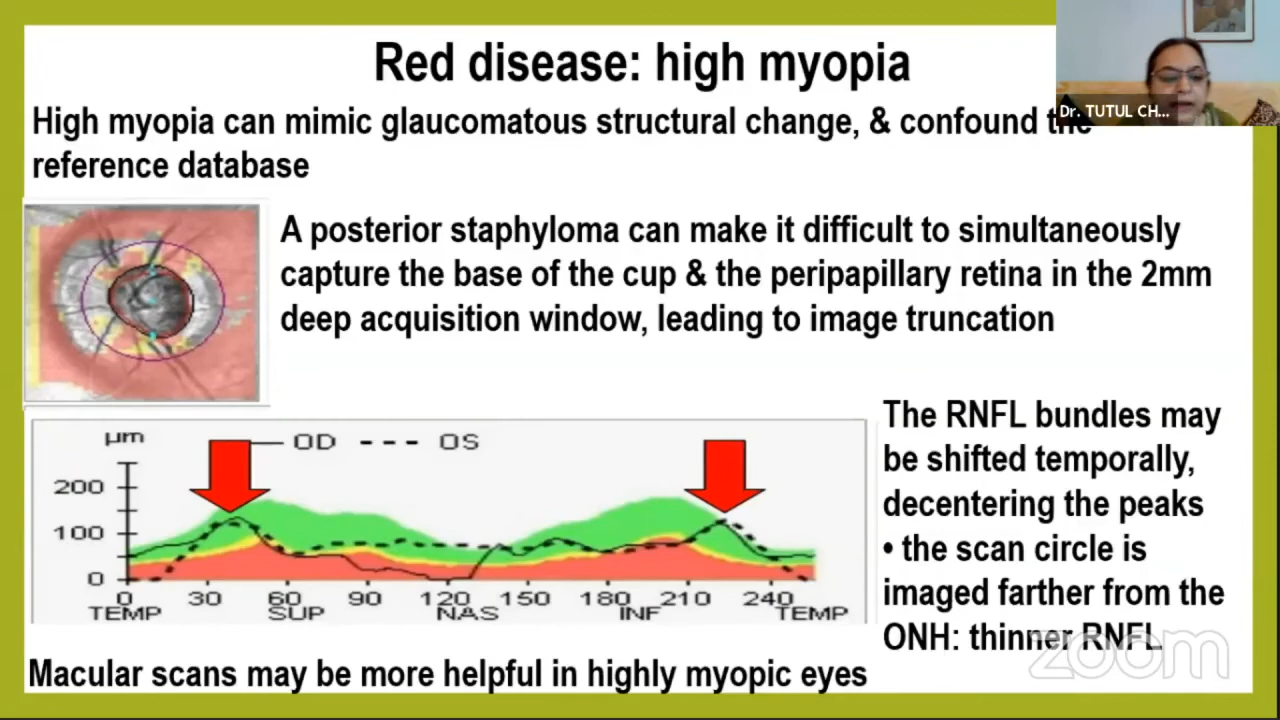 Red disease: high myopia
Dr. TUTUL CH...
High myopia can mimic glaucomatous structural change, & confound the
reference database
A posterior staphyloma can make it difficult to simultaneously
capture the base of the cup & the peripapillary retina in the 2mm
deep acquisition window, leading to image truncation
µm
OD
OS
200
100
0
0 30 60 90 120 150 180 210 240
TEMP SUP NAS INF TEMP
The RNFL bundles may
be shifted temporally,
decentering the peaks
• the scan circle is
imaged farther from the
ONH: thinner RNFL
zoom
Macular scans may be more helpful in highly myopic eyes